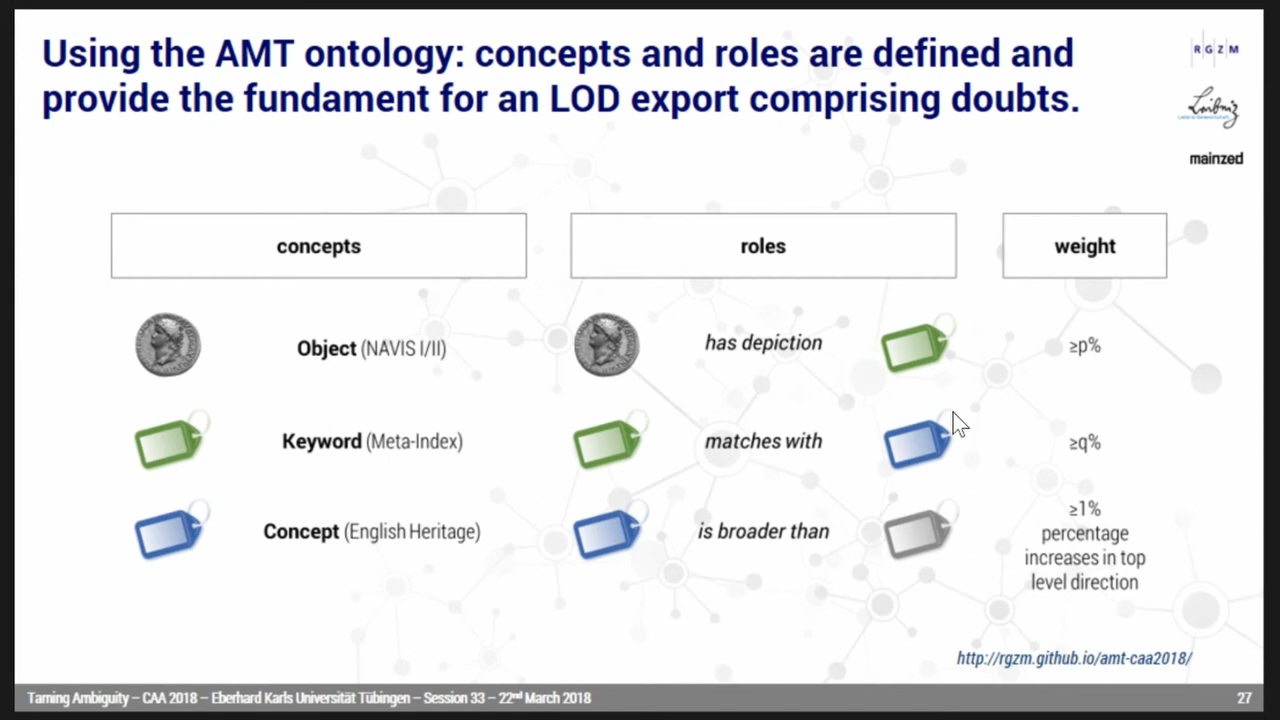 Using the AMT ontology: concepts and roles are defined and
provide the fundament for an LOD export comprising doubts.
RGZM
Leibniz
mainzed
concepts
roles
weight
Object (NAVIS I/II)
has depiction
≥p%
Keyword (Meta-Index)
matches with
≥q%
Concept (English Heritage)
is broader than
≥1%
percentage
increases in top
level direction
http://rgzm.github.io/amt-caa2018/
Taming Ambiguity – CAA 2018 – Eberhard Karls Universität Tübingen – Session 33 – 22nd March 2018
27